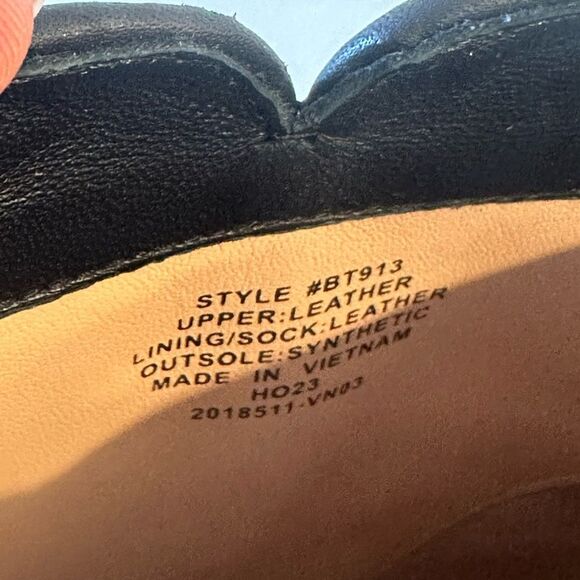 STYLE #BT913
UPPER:LEATHER
LINING/SOCK:LEATHER
OUTSOLE:SYNTHETIC
MADE IN VIETNAM
HO23
2018511-VN03